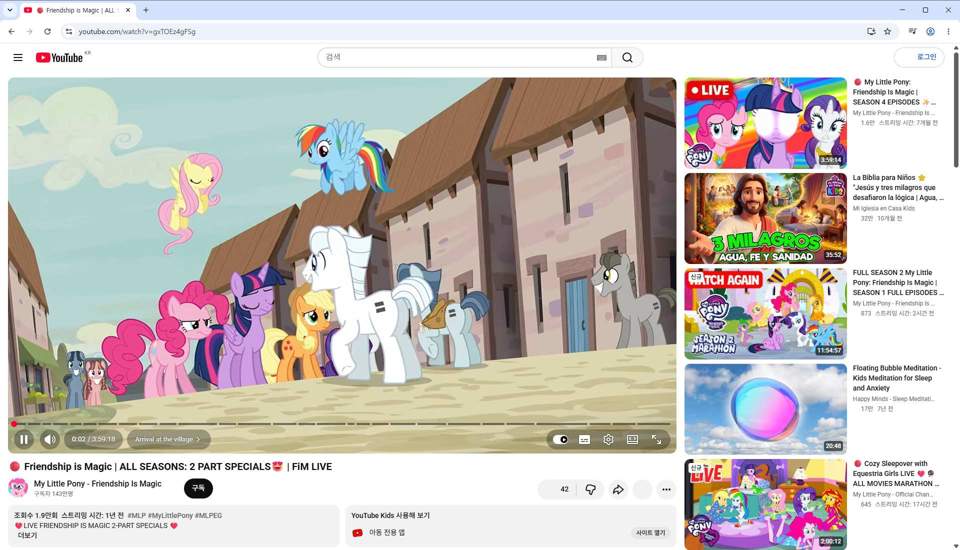 Friendship is Magic | ALL
youtube.com/watch?v=gxTOEz4gFSg
YouTube KR
검색
로그인
0:02 / 3:59:18
Arrival at the village
🔴 Friendship is Magic | ALL SEASONS: 2 PART SPECIALS💖 | FiM LIVE
My Little Pony - Friendship Is Magic
구독자 143만명
구독
42
조회수 1.9만회 스트리밍 시간: 1년 전 #MLP #MyLittlePony #MLPEG
💖LIVE FRIENDSHIP IS MAGIC 2-PART SPECIALS 💖
더보기
YouTube Kids 사용해 보기
아동 전용 앱
사이트 열기
LIVE
MY LITTLE PONY
3:59:14
🔴 My Little Pony:
Friendship Is Magic |
SEASON 4 EPISODES ✨ ...
My Little Pony - Friendship Is ...
1.6만 스트리밍 시간: 7개월 전
KIDS
3 MILAGROS
AGUA, FE Y SANIDAD
35:52
La Biblia para Niños ⭐
"Jesús y tres milagros que
desafiaron la lógica | Agua, ...
Mi Iglesia en Casa Kids
32만 10개월 전
신규
WATCH AGAIN
MY LITTLE PONY
SEASON 2
MARATHON
11:54:57
FULL SEASON 2 My Little
Pony: Friendship Is Magic |
SEASON 1 FULL EPISODES ...
My Little Pony - Friendship Is ...
873 스트리밍 시간: 2시간 전
20:48
Floating Bubble Meditation -
Kids Meditation for Sleep
and Anxiety
Happy Minds - Sleep Meditati...
17만 7년 전
신규
LIVE
2:00:12
🔴 Cozy Sleepover with
Equestria Girls LIVE
ALL MOVIES MARATHON ...
My Little Pony - Official Chan...
645 스트리밍 시간: 17시간 전